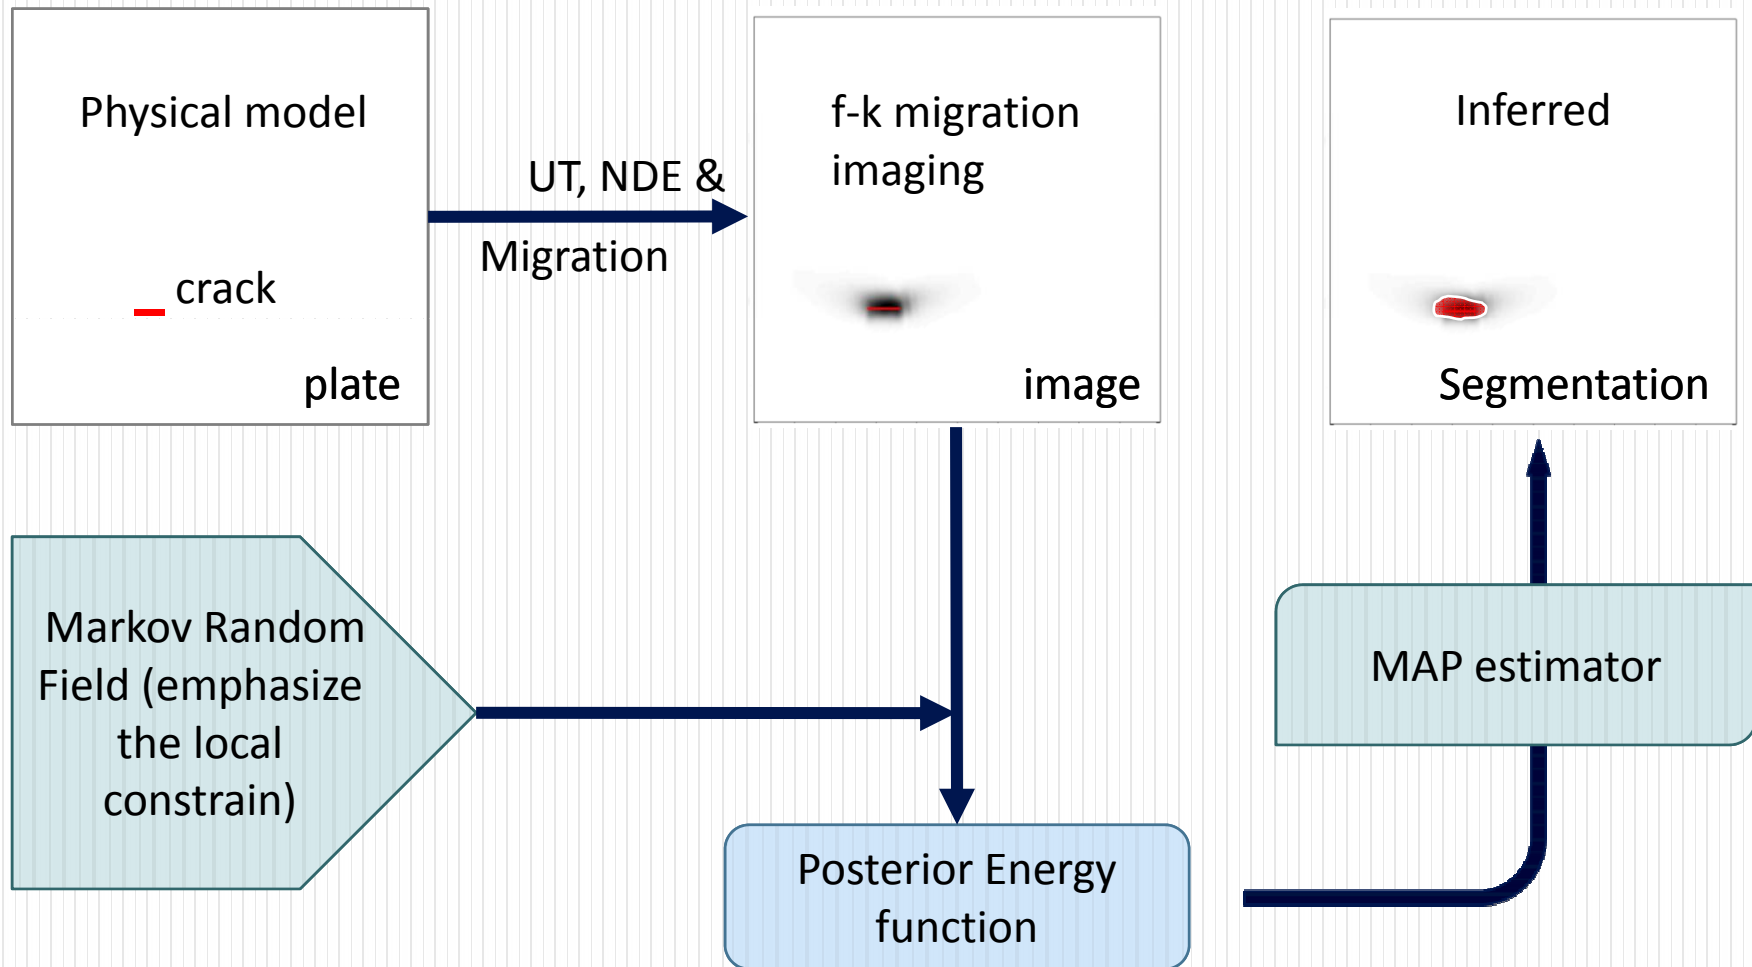 Physical model
crack
plate
UT, NDE &
Migration
f-k migration
imaging
image
Inferred
Segmentation
Markov Random
Field (emphasize
the local
constrain)
Posterior Energy
function
MAP estimator